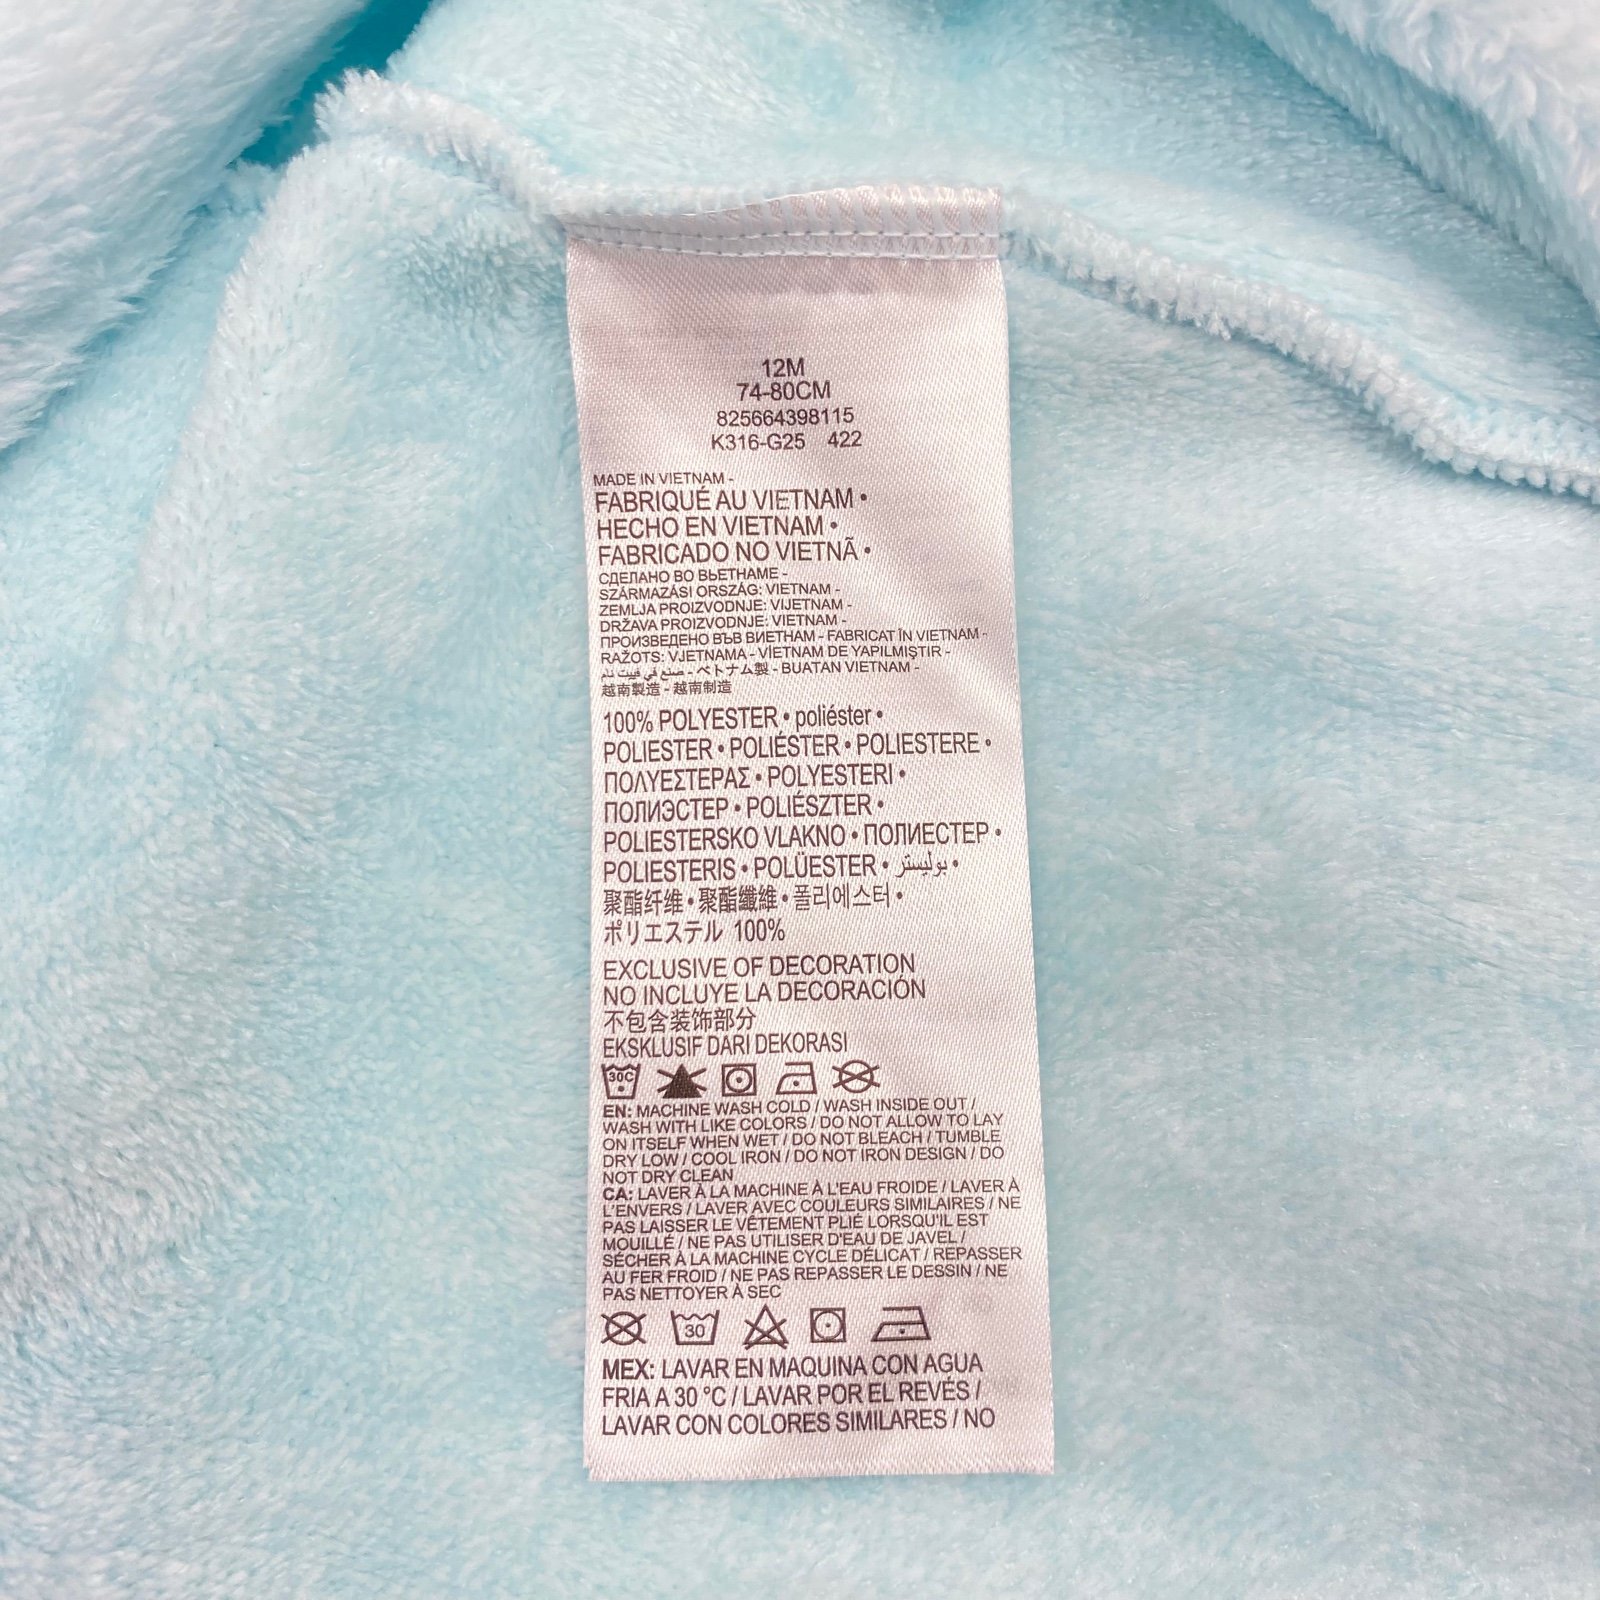 12M
74-80CM
825664398115
K316-G25 422
MADE IN VIETNAM -
FABRIQUÉ AU VIETNAM •
HECHO EN VIETNAM •
FABRICADO NO VIETNÃ •
СДЕЛАНО ВО ВЬЕТНАМЕ -
SZÁRMAZÁSI ORSZÁG: VIETNAM -
ZEMLJA PROIZVODNJE: VIJETNAM -
DRŽAVA PROIZVODNJE: VIETNAM -
ПРОИЗВЕДЕНО ВЪВ ВИЕТНАМ - FABRICAT ÎN VIETNAM -
RAŽOTS: VJETNAMA - VİETNAM DE YAPILMIŞTIR -
صنع في فييت نام - ベトナム製 - BUATAN VIETNAM -
越南製造 - 越南制造
100% POLYESTER • poliéster •
POLIESTER • POLIÉSTER • POLIESTERE •
ΠΟΛΥΕΣΤΕΡΑΣ • POLYESTERI •
ПОЛИЭСТЕР • POLIÉSZTER •
POLIESTERSKO VLAKNO • ПОЛИЕСТЕР •
POLIESTERIS • POLÜESTER • بوليستر •
聚酯纤维 • 聚酯纖維 • 폴리에스터 •
ポリエステル 100%
EXCLUSIVE OF DECORATION
NO INCLUYE LA DECORACIÓN
不包含装饰部分
EKSKLUSIF DARI DEKORASI
30C
EN: MACHINE WASH COLD / WASH INSIDE OUT /
WASH WITH LIKE COLORS / DO NOT ALLOW TO LAY
ON ITSELF WHEN WET / DO NOT BLEACH / TUMBLE
DRY LOW / COOL IRON / DO NOT IRON DESIGN / DO
NOT DRY CLEAN
CA: LAVER À LA MACHINE À L'EAU FROIDE / LAVER À
L'ENVERS / LAVER AVEC COULEURS SIMILAIRES / NE
PAS LAISSER LE VÊTEMENT PLIÉ LORSQU'IL EST
MOUILLÉ / NE PAS UTILISER D'EAU DE JAVEL /
SÉCHER À LA MACHINE CYCLE DÉLICAT / REPASSER
AU FER FROID / NE PAS REPASSER LE DESSIN / NE
PAS NETTOYER À SEC
30
MEX: LAVAR EN MAQUINA CON AGUA
FRIA A 30 °C / LAVAR POR EL REVÉS /
LAVAR CON COLORES SIMILARES / NO